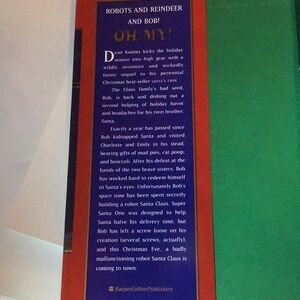 ROBOTS AND REINDEER
AND BOB!
OH, MY!
Dean Koontz kicks the holiday
season into high gear with a
wildly inventive and wickedly
funny sequel to his perennial
Christmas best-seller SANTA'S TWIN.
The Claus family's bad seed,
Bob, is back and dishing out a
second helping of holiday havoc
and headaches for his twin brother,
Santa.
Exactly a year has passed since
Bob kidnapped Santa and visited
Charlotte and Emily in his stead,
bearing gifts of mud pies, cat poop,
and broccoli. After his defeat at the
hands of the two brave sisters, Bob
has worked hard to redeem himself
in Santa's eyes. Unfortunately Bob's
spare time has been spent secretly
building a robot Santa Claus. Super
Santa One was designed to help
Santa halve his delivery time, but
Bob has left a screw loose on his
creation (several screws, actually),
and this Christmas Eve, a badly
malfunctioning robot Santa Claus is
coming to town.
HarperCollinsPublishers